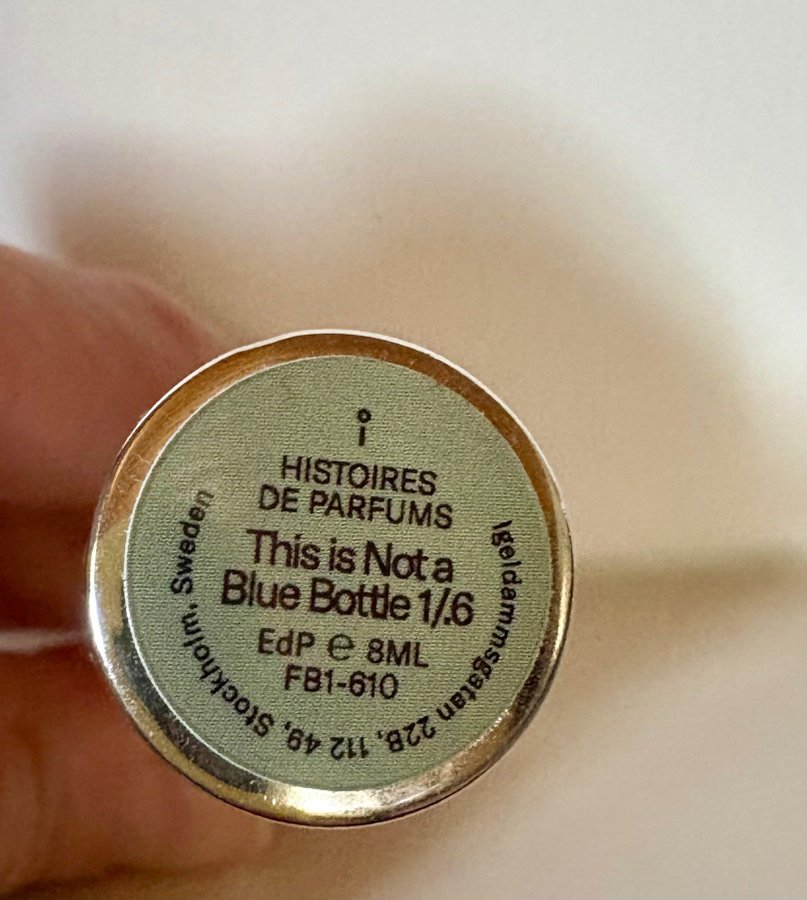 i
HISTOIRES
DE PARFUMS
This is Not a
Blue Bottle 1/.6
EdP ℮ 8ML
FB1-610
Igeldammsgatan 22B, 112 49, Stockholm, Sweden